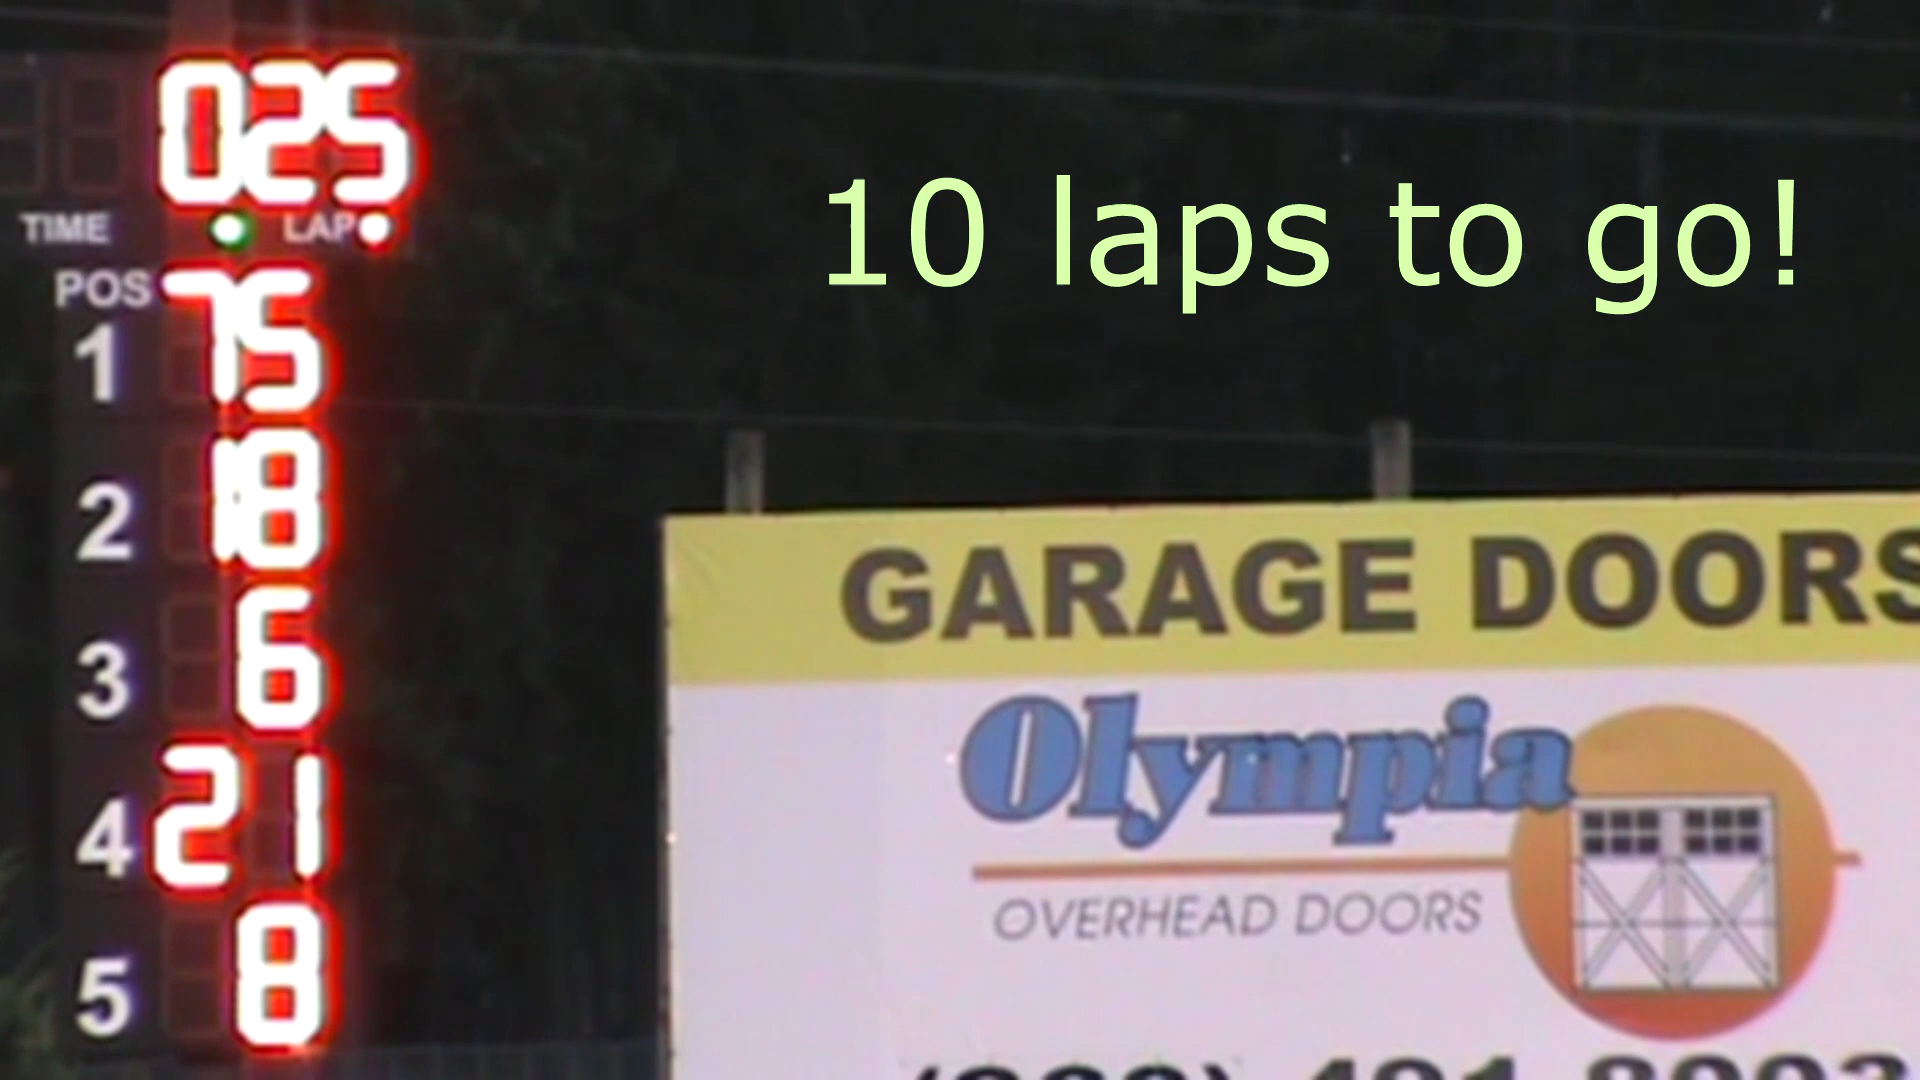 025
TIME LAP
10 laps to go!
POS
1 75
2 18
3 6
4 21
5 8
GARAGE DOORS
Olympia
OVERHEAD DOORS